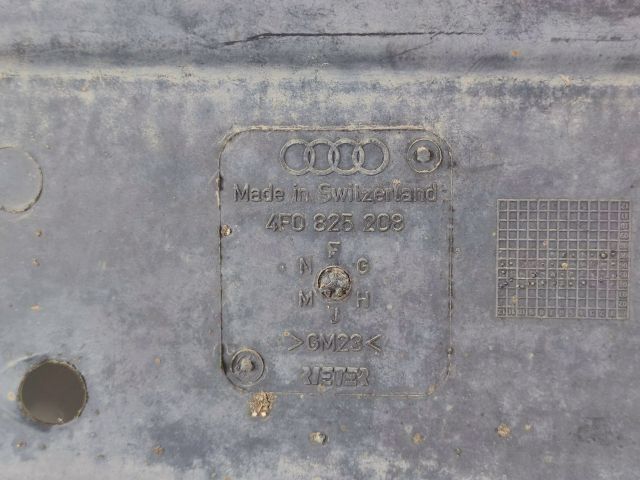 Made in Switzerland
4F0 825 208
F
N G
M H
J
>GM23<
RIETER